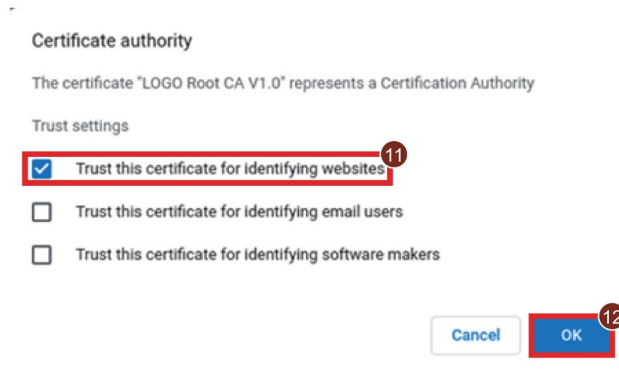 Certificate authority
The certificate "LOGO Root CA V1.0" represents a Certification Authority
Trust settings
11
Trust this certificate for identifying websites
Trust this certificate for identifying email users
Trust this certificate for identifying software makers
12
Cancel OK